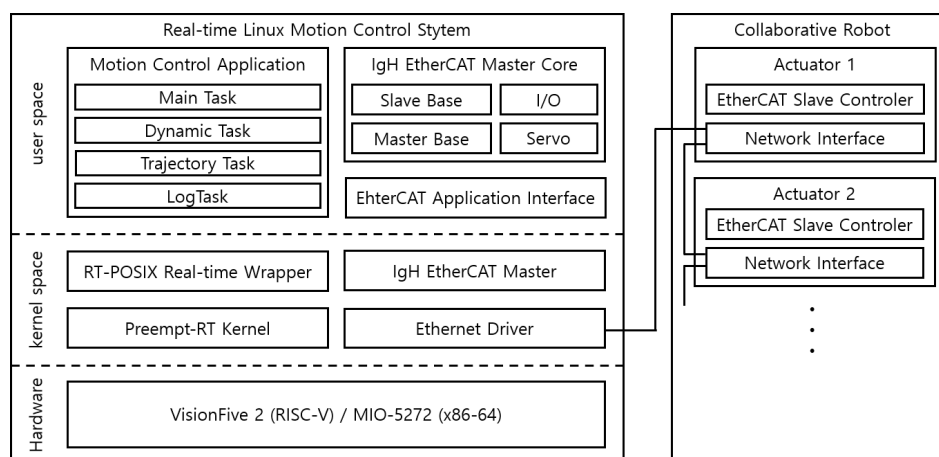 Real-time Linux Motion Control Stytem
user space
Motion Control Application
Main Task
Dynamic Task
Trajectory Task
LogTask
IgH EtherCAT Master Core
Slave Base
I/O
Master Base
Servo
EhterCAT Application Interface
kernel space
RT-POSIX Real-time Wrapper
IgH EtherCAT Master
Preempt-RT Kernel
Ethernet Driver
Hardware
VisionFive 2 (RISC-V) / MIO-5272 (x86-64)
Collaborative Robot
Actuator 1
EtherCAT Slave Controler
Network Interface
Actuator 2
EtherCAT Slave Controler
Network Interface